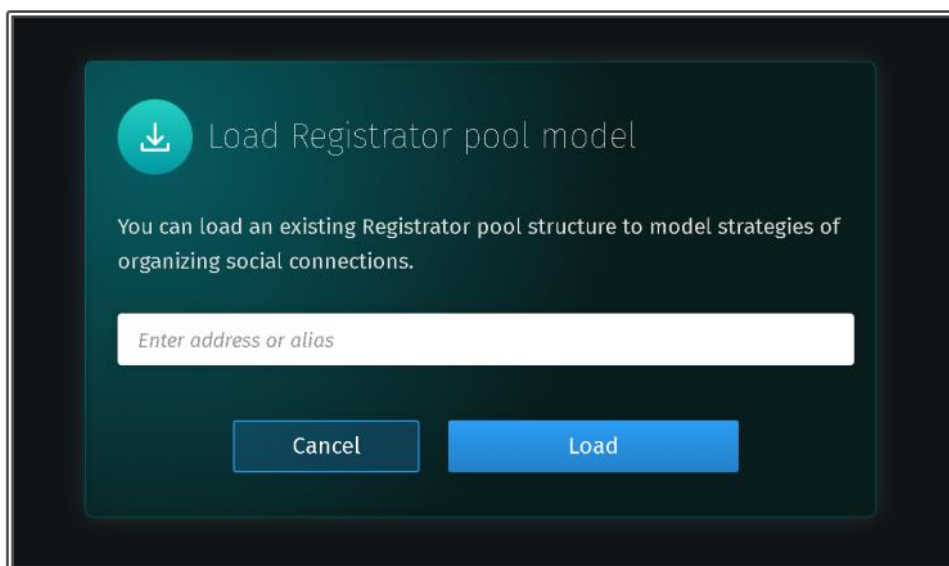 Load Registrator pool model
You can load an existing Registrator pool structure to model strategies of
organizing social connections.
Enter address or alias
Cancel
Load